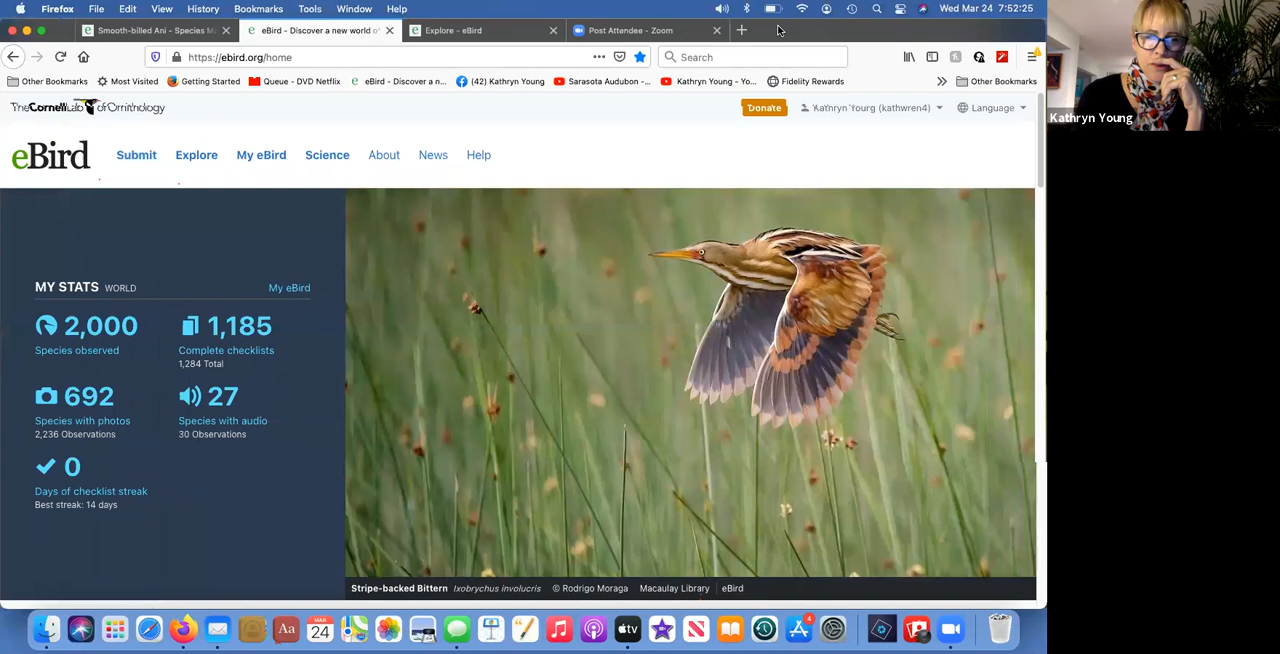 Firefox File Edit View History Bookmarks Tools Window Help Wed Mar 24 7:52:25
Smooth-billed Ani - Species M
eBird - Discover a new world o
Explore - eBird
Post Attendee - Zoom
https://ebird.org/home
Search
Other Bookmarks Most Visited Getting Started Queue - DVD Netflix eBird - Discover a n... (42) Kathryn Young Sarasota Audubon -... Kathryn Young - Yo... Fidelity Rewards Other Bookmarks
TheCornellLab of Ornithology
Donate
Kathryn Young (kathwren4)
Language
eBird
Submit Explore My eBird Science About News Help
MY STATS WORLD
My eBird
2,000
Species observed
1,185
Complete checklists
1,284 Total
692
Species with photos
2,236 Observations
27
Species with audio
30 Observations
0
Days of checklist streak
Best streak: 14 days
Stripe-backed Bittern Ixobrychus involucris © Rodrigo Moraga Macaulay Library eBird
Kathryn Young
MAR
24
Aa
tv
4